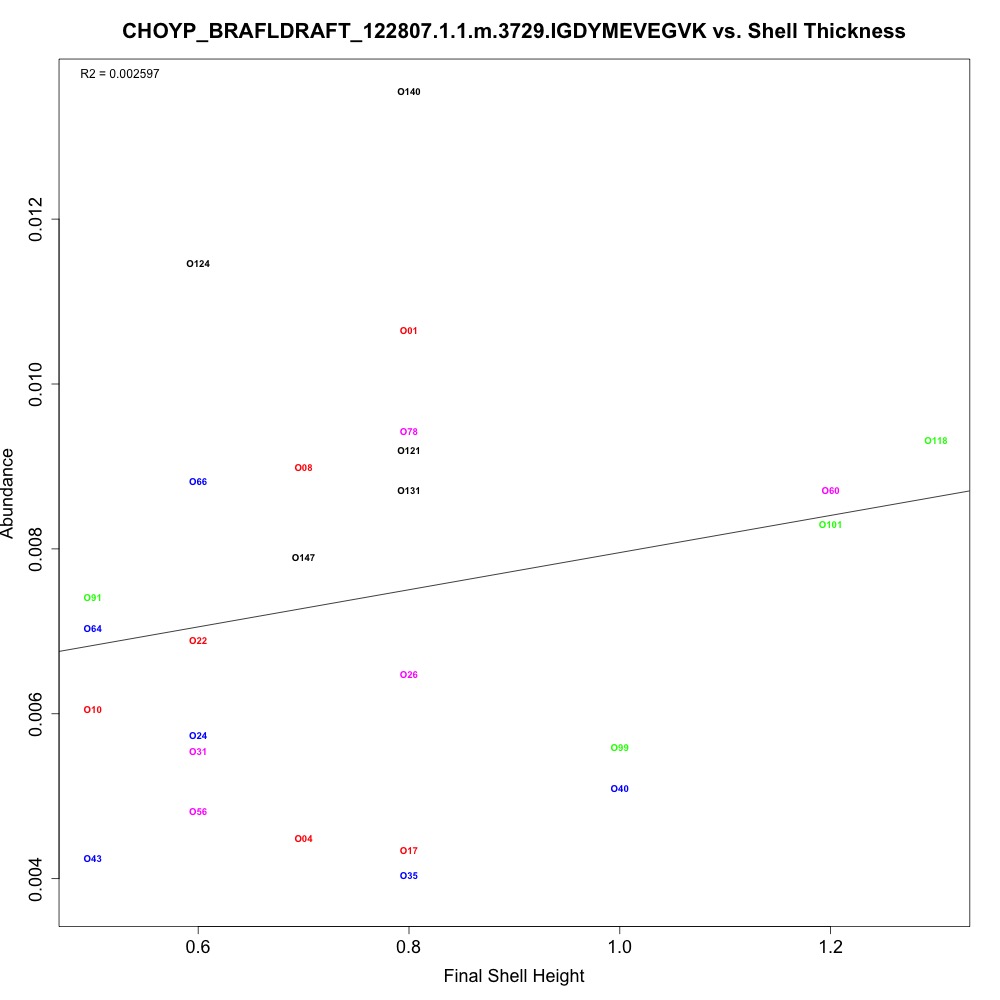 CHOYP_BRAFLDRAFT_122807.1.1.m.3729.IGDYMEVEGVK vs. Shell Thickness
R2 = 0.002597
O140
0.012
O124
O01
0.010
O78
O118
O121
O08
O66
O60
O131
O101
Abundance
0.008
O147
O91
O64
O22
O26
0.006
O10
O24
O31
O99
O40
O56
O04
O17
O43
O35
0.004
0.6 0.8 1.0 1.2
Final Shell Height